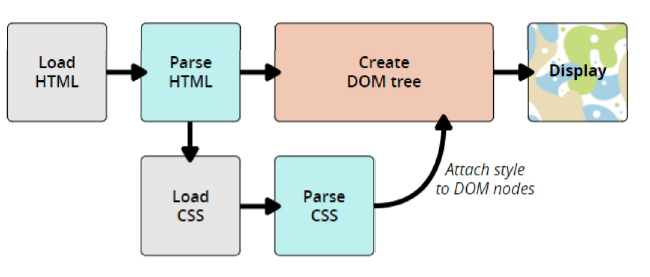 Load
HTML
Parse
HTML
Create
DOM tree
Display
Load
CSS
Parse
CSS
Attach style
to DOM nodes